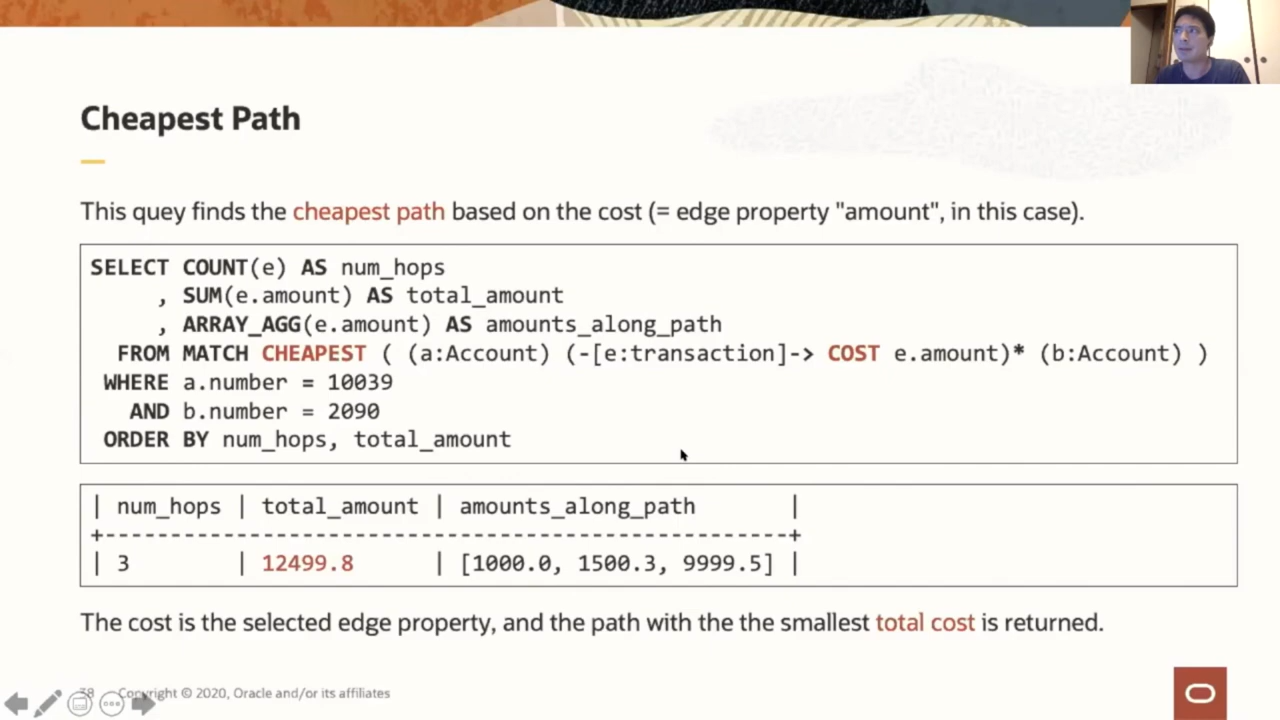 Cheapest Path
This quey finds the cheapest path based on the cost (= edge property "amount", in this case).
SELECT COUNT(e) AS num_hops
, SUM(e.amount) AS total_amount
, ARRAY_AGG(e.amount) AS amounts_along_path
FROM MATCH CHEAPEST ( (a:Account) (-[e:transaction]-> COST e.amount)* (b:Account) )
WHERE a.number = 10039
AND b.number = 2090
ORDER BY num_hops, total_amount
| num_hops | total_amount | amounts_along_path |
+-----------------------------------------------------+
| 3 | 12499.8 | [1000.0, 1500.3, 9999.5] |
The cost is the selected edge property, and the path with the the smallest total cost is returned.
38 Copyright © 2020, Oracle and/or its affiliates